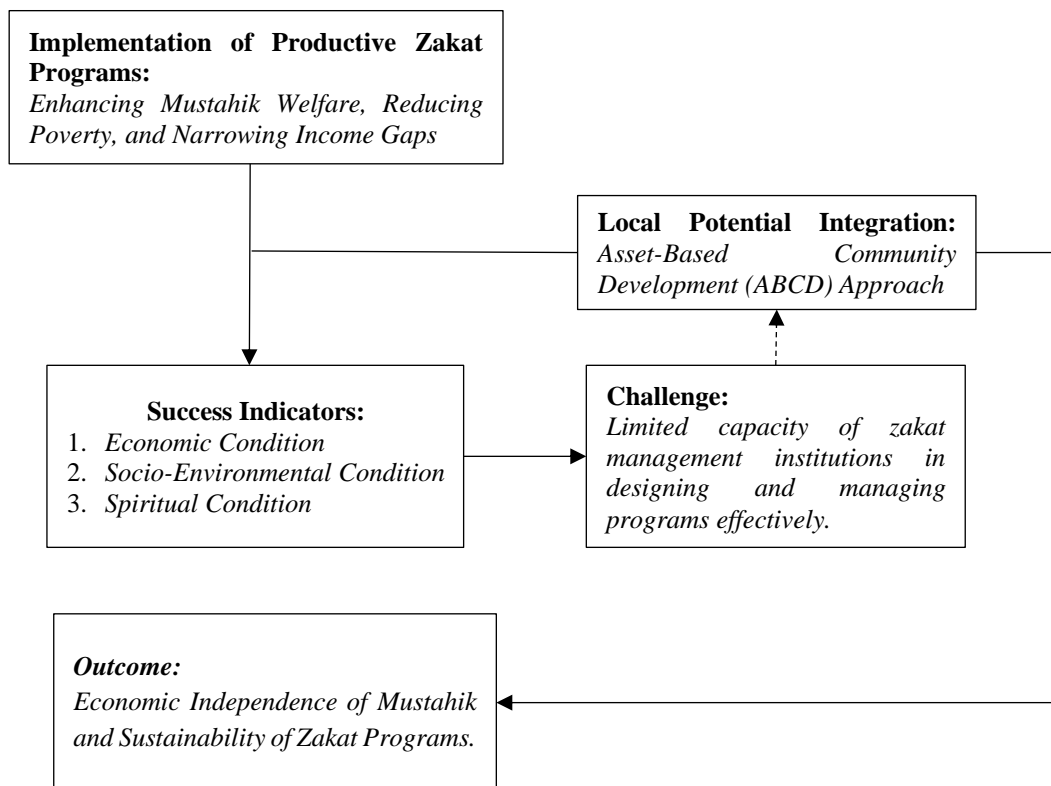 Implementation of Productive Zakat
Programs:
Enhancing Mustahik Welfare, Reducing
Poverty, and Narrowing Income Gaps
Local Potential Integration:
Asset-Based Community
Development (ABCD) Approach
Success Indicators:
1. Economic Condition
2. Socio-Environmental Condition
3. Spiritual Condition
Challenge:
Limited capacity of zakat
management institutions in
designing and managing
programs effectively.
Outcome:
Economic Independence of Mustahik
and Sustainability of Zakat Programs.